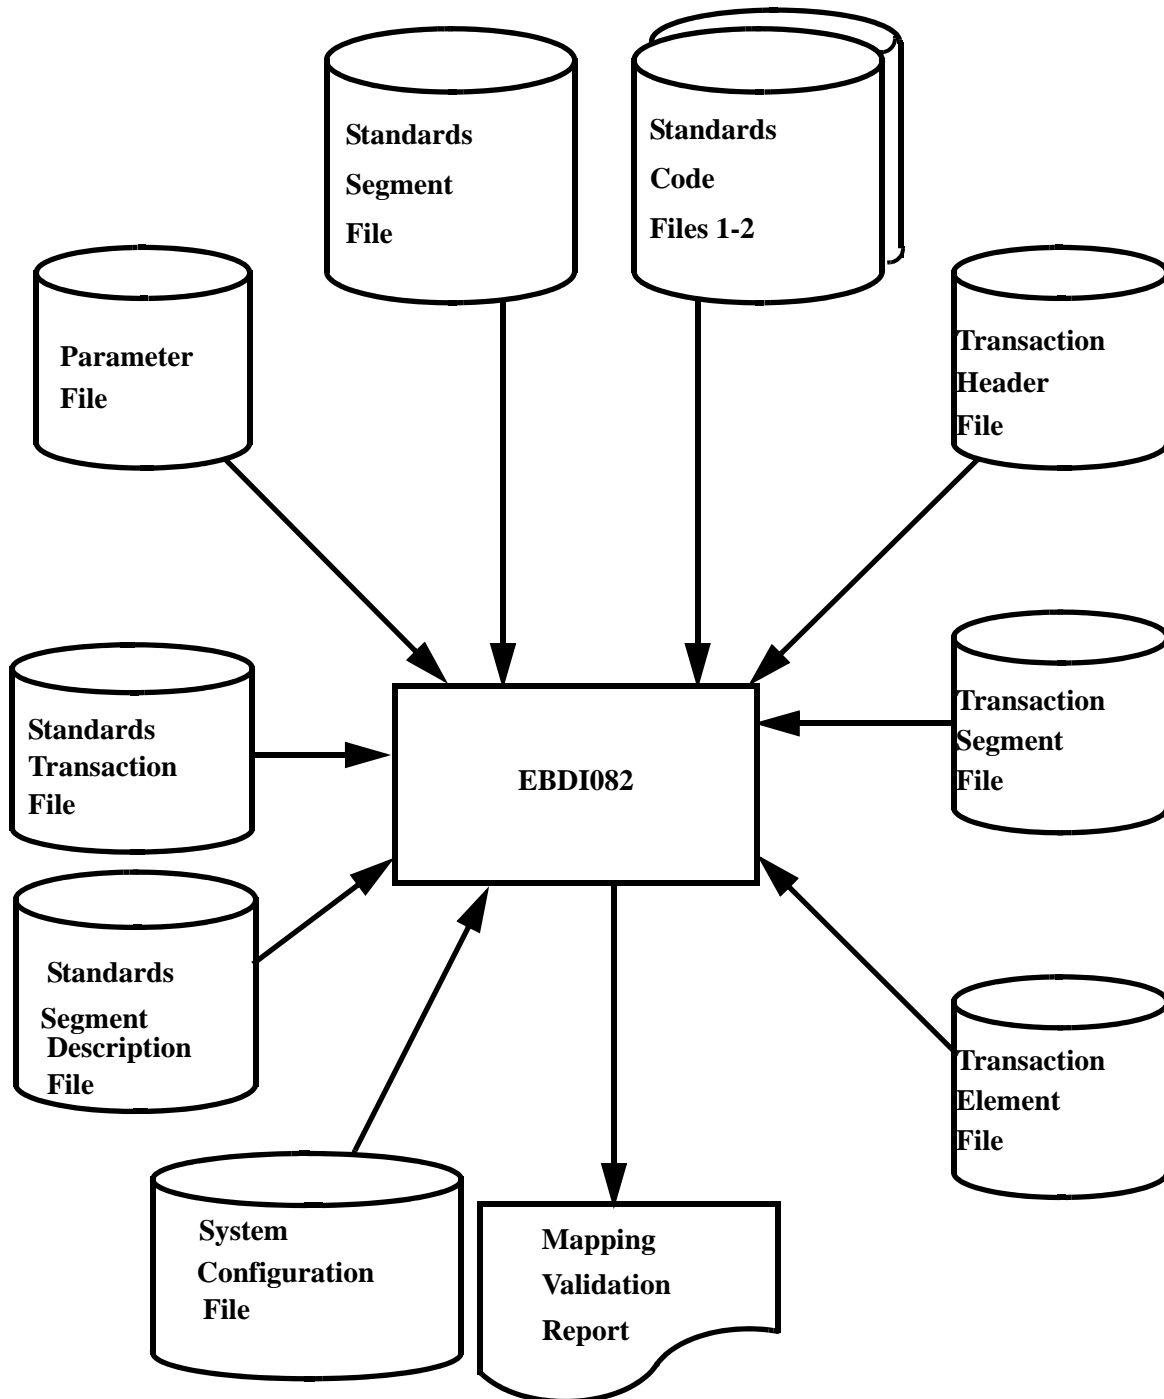 Standards
Segment
File
Standards
Code
Files 1-2
Parameter
File
Transaction
Header
File
Standards
Transaction
File
EBDI082
Transaction
Segment
File
Standards
Segment
Description
File
Transaction
Element
File
System
Configuration
File
Mapping
Validation
Report